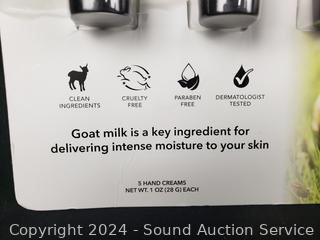 CLEAN
INGREDIENTS
CRUELTY
FREE
PARABEN
FREE
DERMATOLOGIST
TESTED
Goat milk is a key ingredient for
delivering intense moisture to your skin
5 HAND CREAMS
NET WT. 1 OZ (28 G) EACH
Copyright 2024 - Sound Auction Service